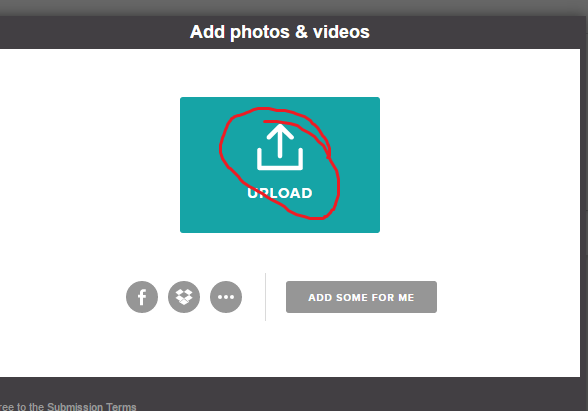 Add photos & videos
UPLOAD
ADD SOME FOR ME
ree to the Submission Terms